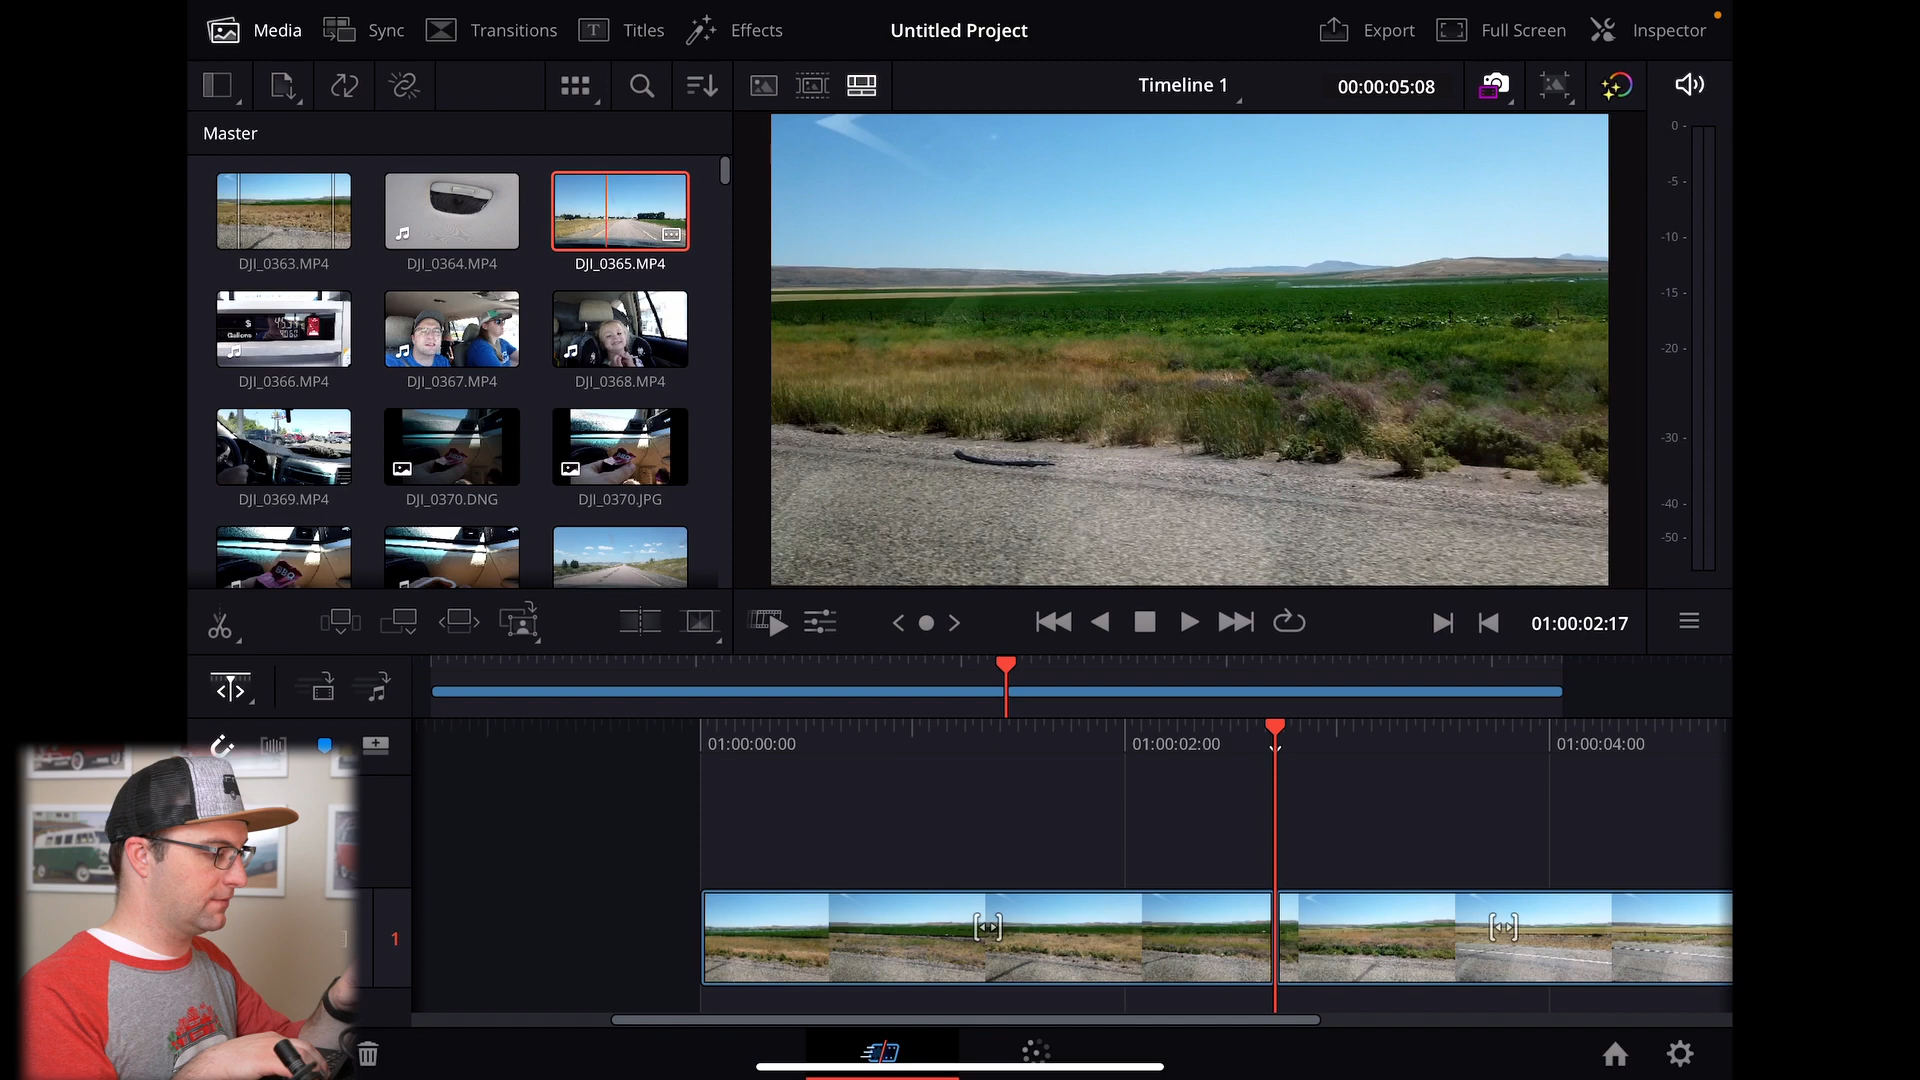 Media
Sync
Transitions
Titles
Effects
Untitled Project
Export
Full Screen
Inspector
Timeline 1
00:00:05:08
Master
DJI_0363.MP4
DJI_0364.MP4
DJI_0365.MP4
DJI_0366.MP4
DJI_0367.MP4
DJI_0368.MP4
DJI_0369.MP4
DJI_0370.DNG
DJI_0370.JPG
0
-5
-10
-15
-20
-30
-40
-50
01:00:02:17
01:00:00:00
01:00:02:00
01:00:04:00
1